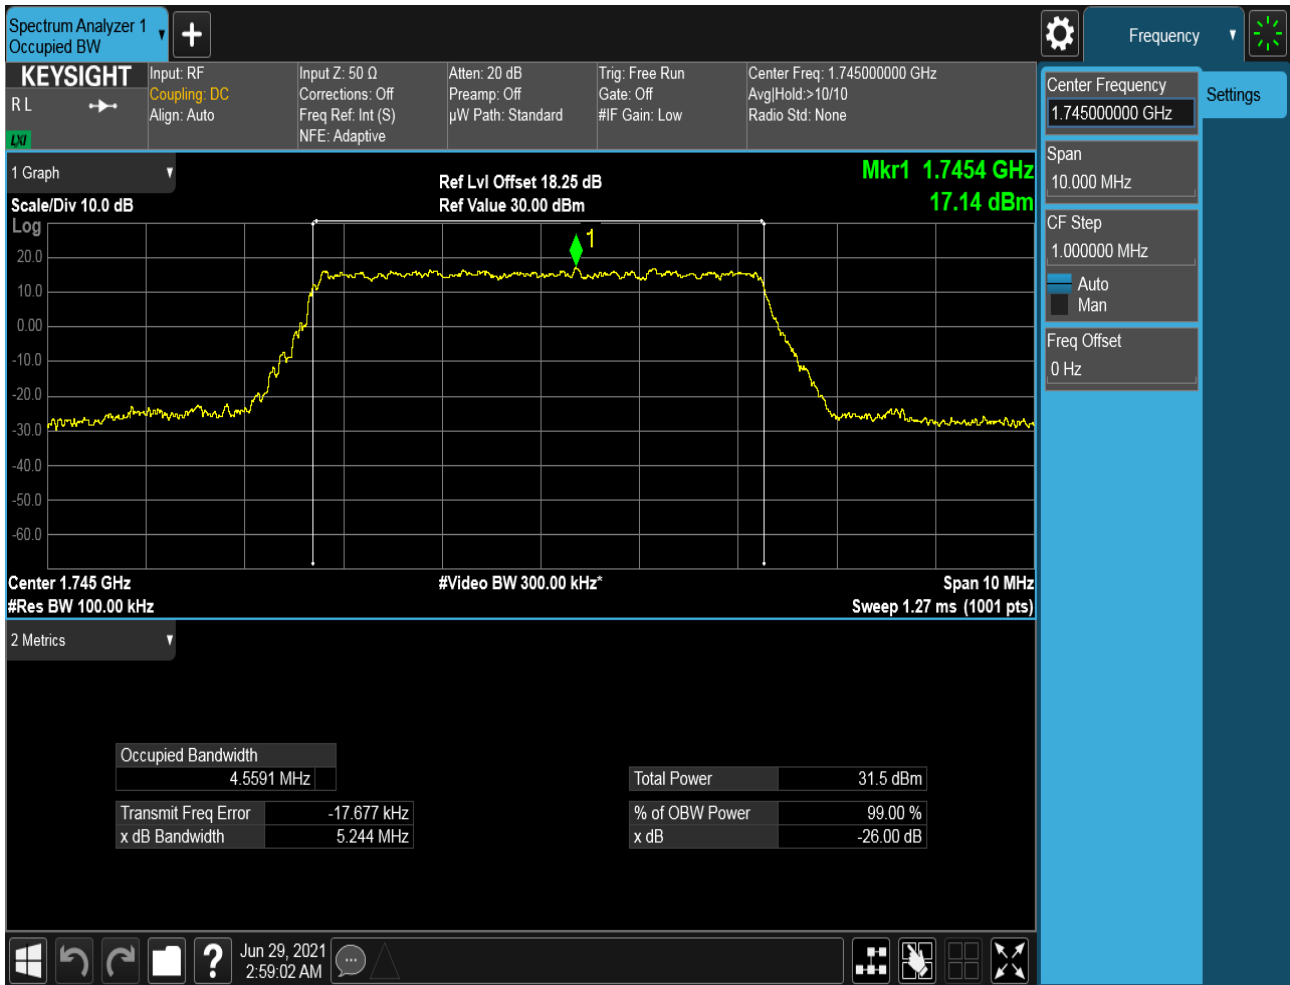 Spectrum Analyzer 1
Occupied BW
Frequency
KEYSIGHT
R L
LXI
Input: RF
Coupling: DC
Align: Auto
Input Z: 50 Ω
Corrections: Off
Freq Ref: Int (S)
NFE: Adaptive
Atten: 20 dB
Preamp: Off
µW Path: Standard
Trig: Free Run
Gate: Off
#IF Gain: Low
Center Freq: 1.745000000 GHz
Avg|Hold:>10/10
Radio Std: None
Center Frequency
1.745000000 GHz
Settings
Span
10.000 MHz
CF Step
1.000000 MHz
Auto
Man
Freq Offset
0 Hz
1 Graph
Scale/Div 10.0 dB
Ref Lvl Offset 18.25 dB
Ref Value 30.00 dBm
Mkr1 1.7454 GHz
17.14 dBm
Log
1
20.0
10.0
0.00
-10.0
-20.0
-30.0
-40.0
-50.0
-60.0
Center 1.745 GHz
#Res BW 100.00 kHz
#Video BW 300.00 kHz*
Span 10 MHz
Sweep 1.27 ms (1001 pts)
2 Metrics
Occupied Bandwidth
4.5591 MHz
Transmit Freq Error -17.677 kHz
x dB Bandwidth 5.244 MHz
Total Power 31.5 dBm
% of OBW Power 99.00 %
x dB -26.00 dB
?
Jun 29, 2021
2:59:02 AM